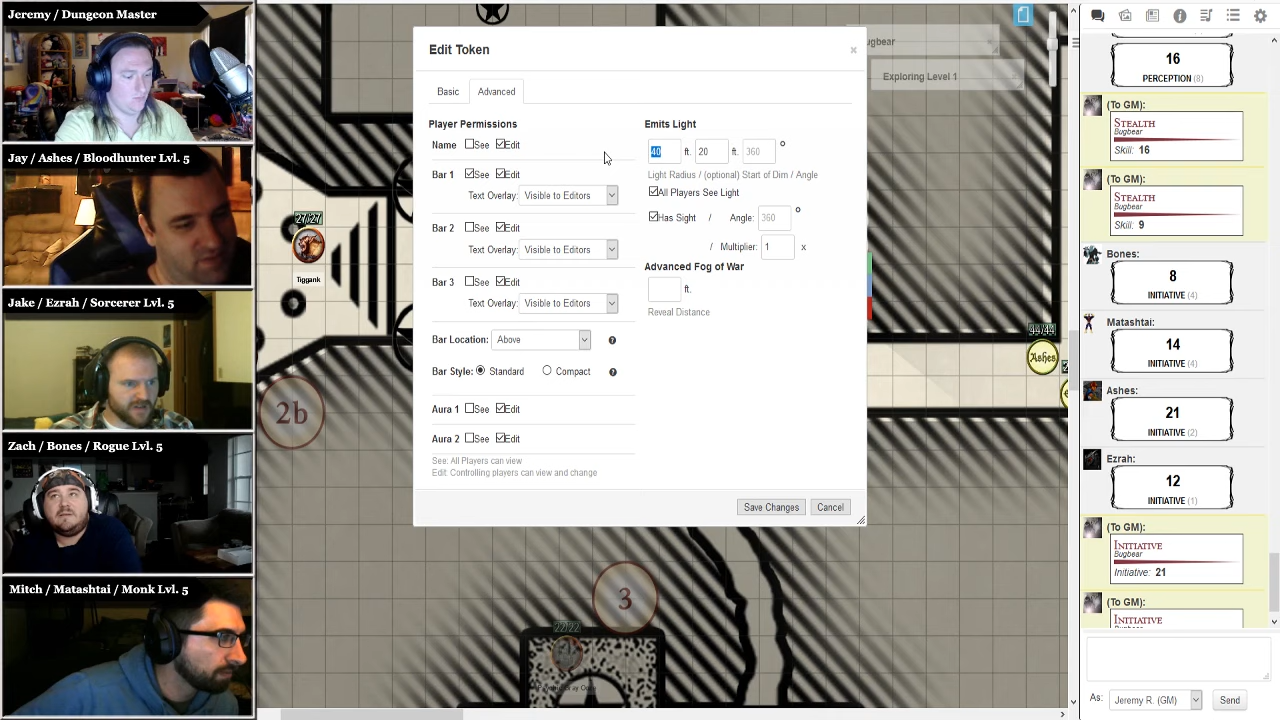 Jeremy / Dungeon Master
Jay / Ashes / Bloodhunter Lvl. 5
Jake / Ezrah / Sorcerer Lvl. 5
Zach / Bones / Rogue Lvl. 5
Mitch / Matashtai / Monk Lvl. 5
27/27
Tiggank
2b
Edit Token
×
Basic
Advanced
Player Permissions
Name See Edit
Bar 1 See Edit
Text Overlay: Visible to Editors
Bar 2 See Edit
Text Overlay: Visible to Editors
Bar 3 See Edit
Text Overlay: Visible to Editors
Bar Location: Above
Bar Style: Standard Compact
Aura 1 See Edit
Aura 2 See Edit
See: All Players can view
Edit: Controlling players can view and change
Emits Light
40 ft. 20 ft. 360 °
Light Radius / (optional) Start of Dim / Angle
All Players See Light
Has Sight / Angle: 360 °
/ Multiplier: 1 x
Advanced Fog of War
ft.
Reveal Distance
Save Changes
Cancel
ugbear
Exploring Level 1
44/44
Ashes
3
22/22
16
PERCEPTION (8)
(To GM):
STEALTH
Bugbear
Skill: 16
(To GM):
STEALTH
Bugbear
Skill: 9
Bones:
8
INITIATIVE (4)
Matashtai:
14
INITIATIVE (4)
Ashes:
21
INITIATIVE (2)
Ezrah:
12
INITIATIVE (1)
(To GM):
INITIATIVE
Bugbear
Initiative: 21
(To GM):
INITIATIVE
Bugbear
As: Jeremy R. (GM)
Send